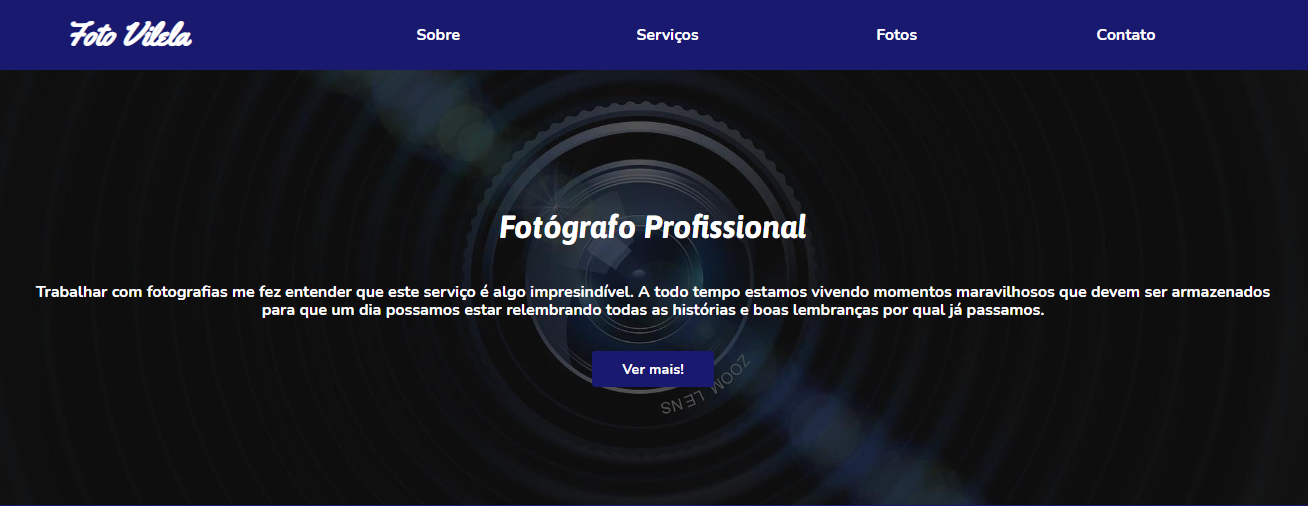 Foto Vilela
Sobre
Serviços
Fotos
Contato
Fotógrafo Profissional
Trabalhar com fotografias me fez entender que este serviço é algo impresindível. A todo tempo estamos vivendo momentos maravilhosos que devem ser armazenados
para que um dia possamos estar relembrando todas as histórias e boas lembranças por qual já passamos.
Ver mais!
ZOOM LENS